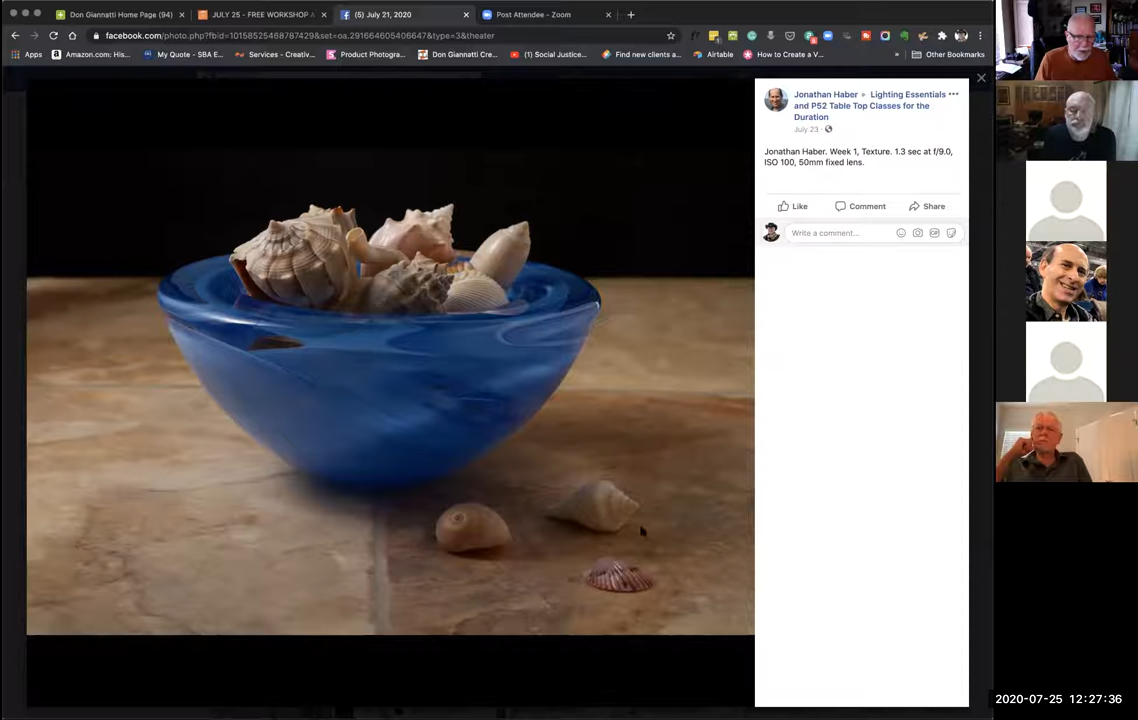 Don Giannatti Home Page (94)
JULY 25 - FREE WORKSHOP A
(5) July 21, 2020
Post Attendee - Zoom
facebook.com/photo.php?fbid=10158525468787429&set=oa.291664605406647&type=3&theater
Apps
Amazon.com: His...
My Quote - SBA E...
Services - Creativ...
Product Photogra...
Don Giannatti Cre...
(1) Social Justice...
Find new clients a...
Airtable
How to Create a V...
»
Other Bookmarks
Jonathan Haber ▸ Lighting Essentials
and P52 Table Top Classes for the
Duration
July 23 ·
Jonathan Haber. Week 1, Texture. 1.3 sec at f/9.0,
ISO 100, 50mm fixed lens.
Like Comment Share
Write a comment...
2020-07-25 12:27:36